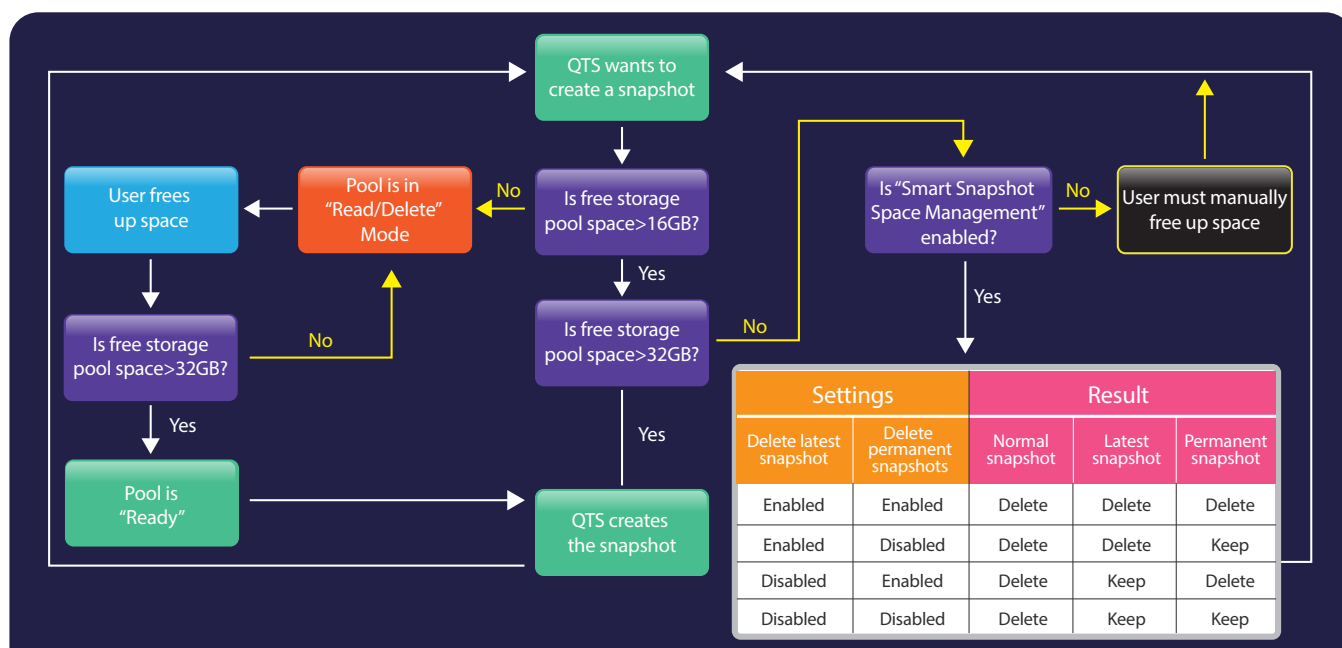 QTS wants to
create a snapshot
User frees
up space
Pool is in
“Read/Delete”
Mode
No
Is free storage
pool space>16GB?
Is “Smart Snapshot
Space Management”
enabled?
No
User must manually
free up space
Yes
Yes
Is free storage
pool space>32GB?
No
Is free storage
pool space>32GB?
No
Yes
Yes
Pool is
“Ready”
QTS creates
the snapshot
Settings Result
Delete latest
snapshot
Delete
permanent
snapshots
Normal
snapshot
Latest
snapshot
Permanent
snapshot
Enabled Enabled Delete Delete Delete
Enabled Disabled Delete Delete Keep
Disabled Enabled Delete Keep Delete
Disabled Disabled Delete Keep Keep